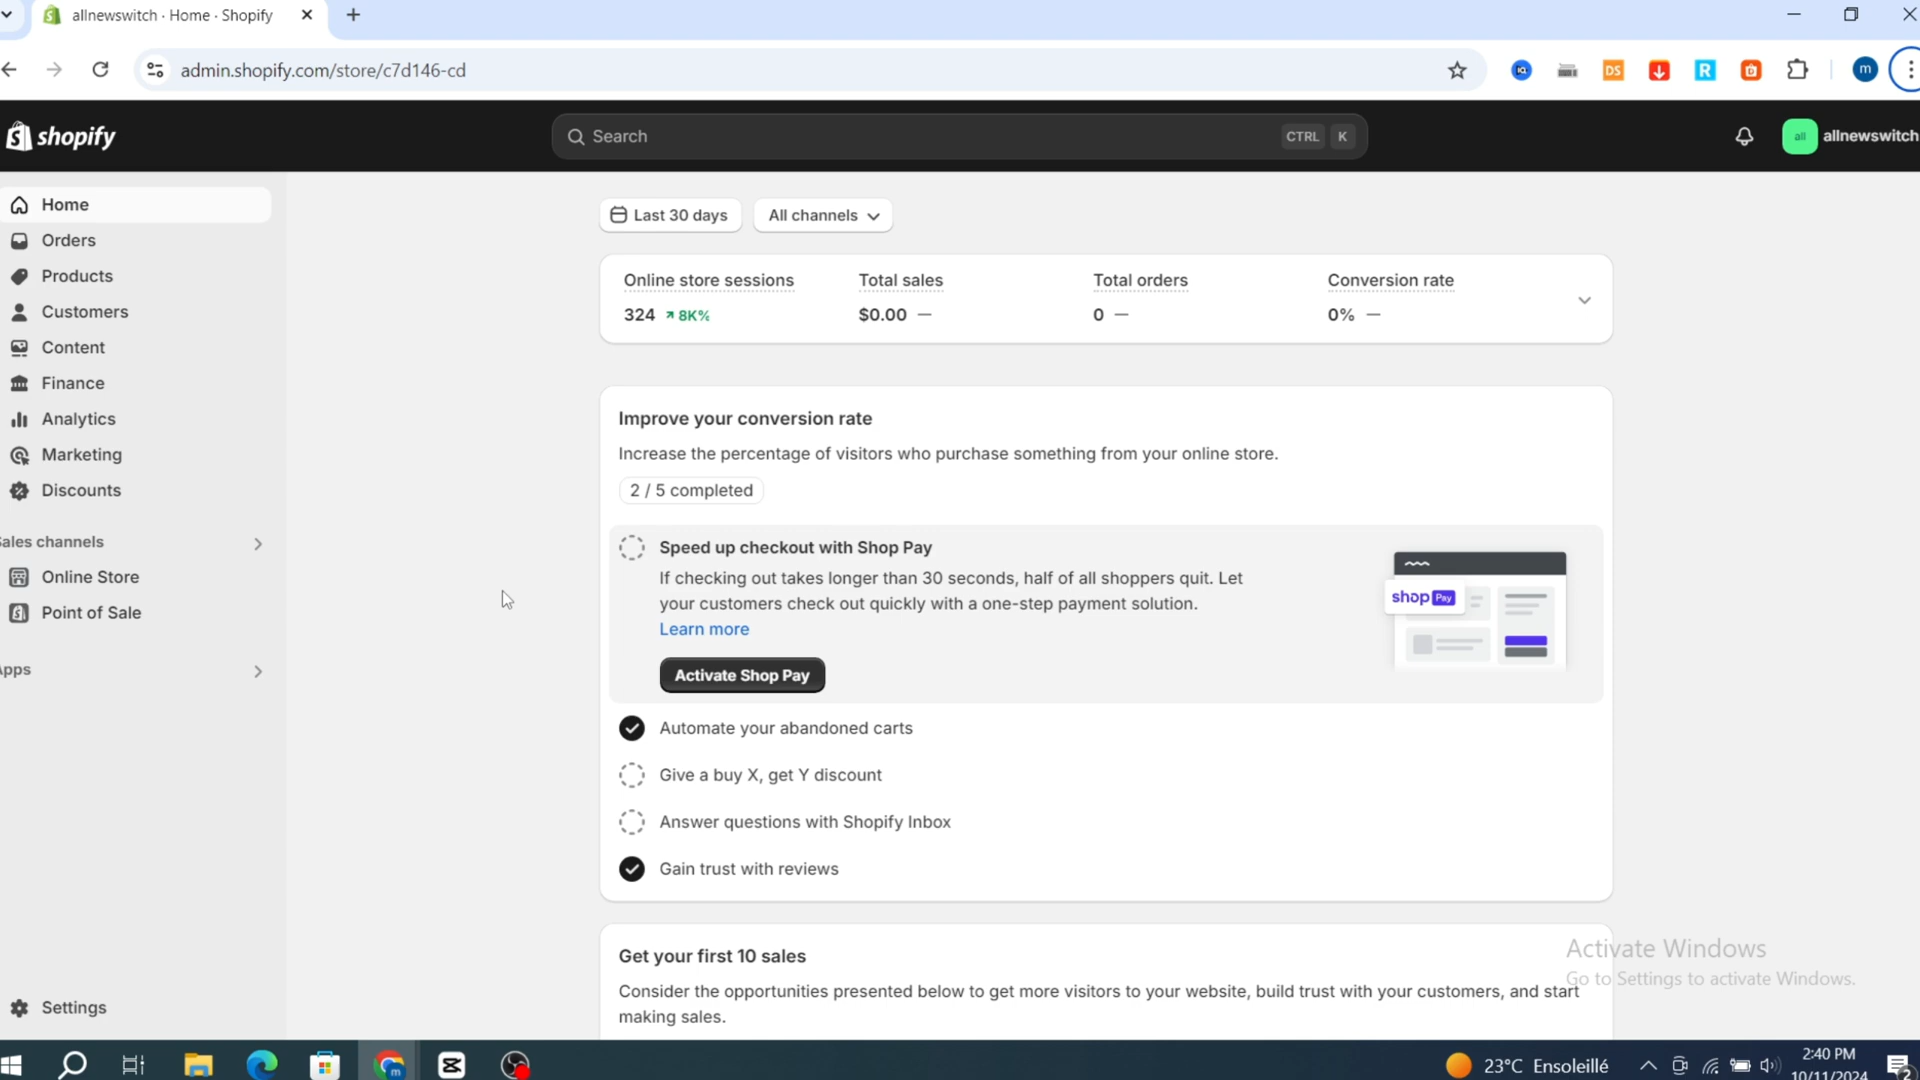 allnewswitch · Home · Shopify
admin.shopify.com/store/c7d146-cd
DS
R
m
shopify
Search
CTRL K
all allnewswitch
Home
Orders
Products
Customers
Content
Finance
Analytics
Marketing
Discounts
ales channels
Online Store
Point of Sale
pps
Settings
Last 30 days
All channels
Online store sessions
324 8K%
Total sales
$0.00 —
Total orders
0 —
Conversion rate
0% —
Improve your conversion rate
Increase the percentage of visitors who purchase something from your online store.
2 / 5 completed
Speed up checkout with Shop Pay
If checking out takes longer than 30 seconds, half of all shoppers quit. Let
your customers check out quickly with a one-step payment solution.
Learn more
Activate Shop Pay
shop Pay
Automate your abandoned carts
Give a buy X, get Y discount
Answer questions with Shopify Inbox
Gain trust with reviews
Get your first 10 sales
Consider the opportunities presented below to get more visitors to your website, build trust with your customers, and start
making sales.
Activate Windows
Go to Settings to activate Windows.
m
23°C Ensoleillé
2:40 PM
10/11/2024
2